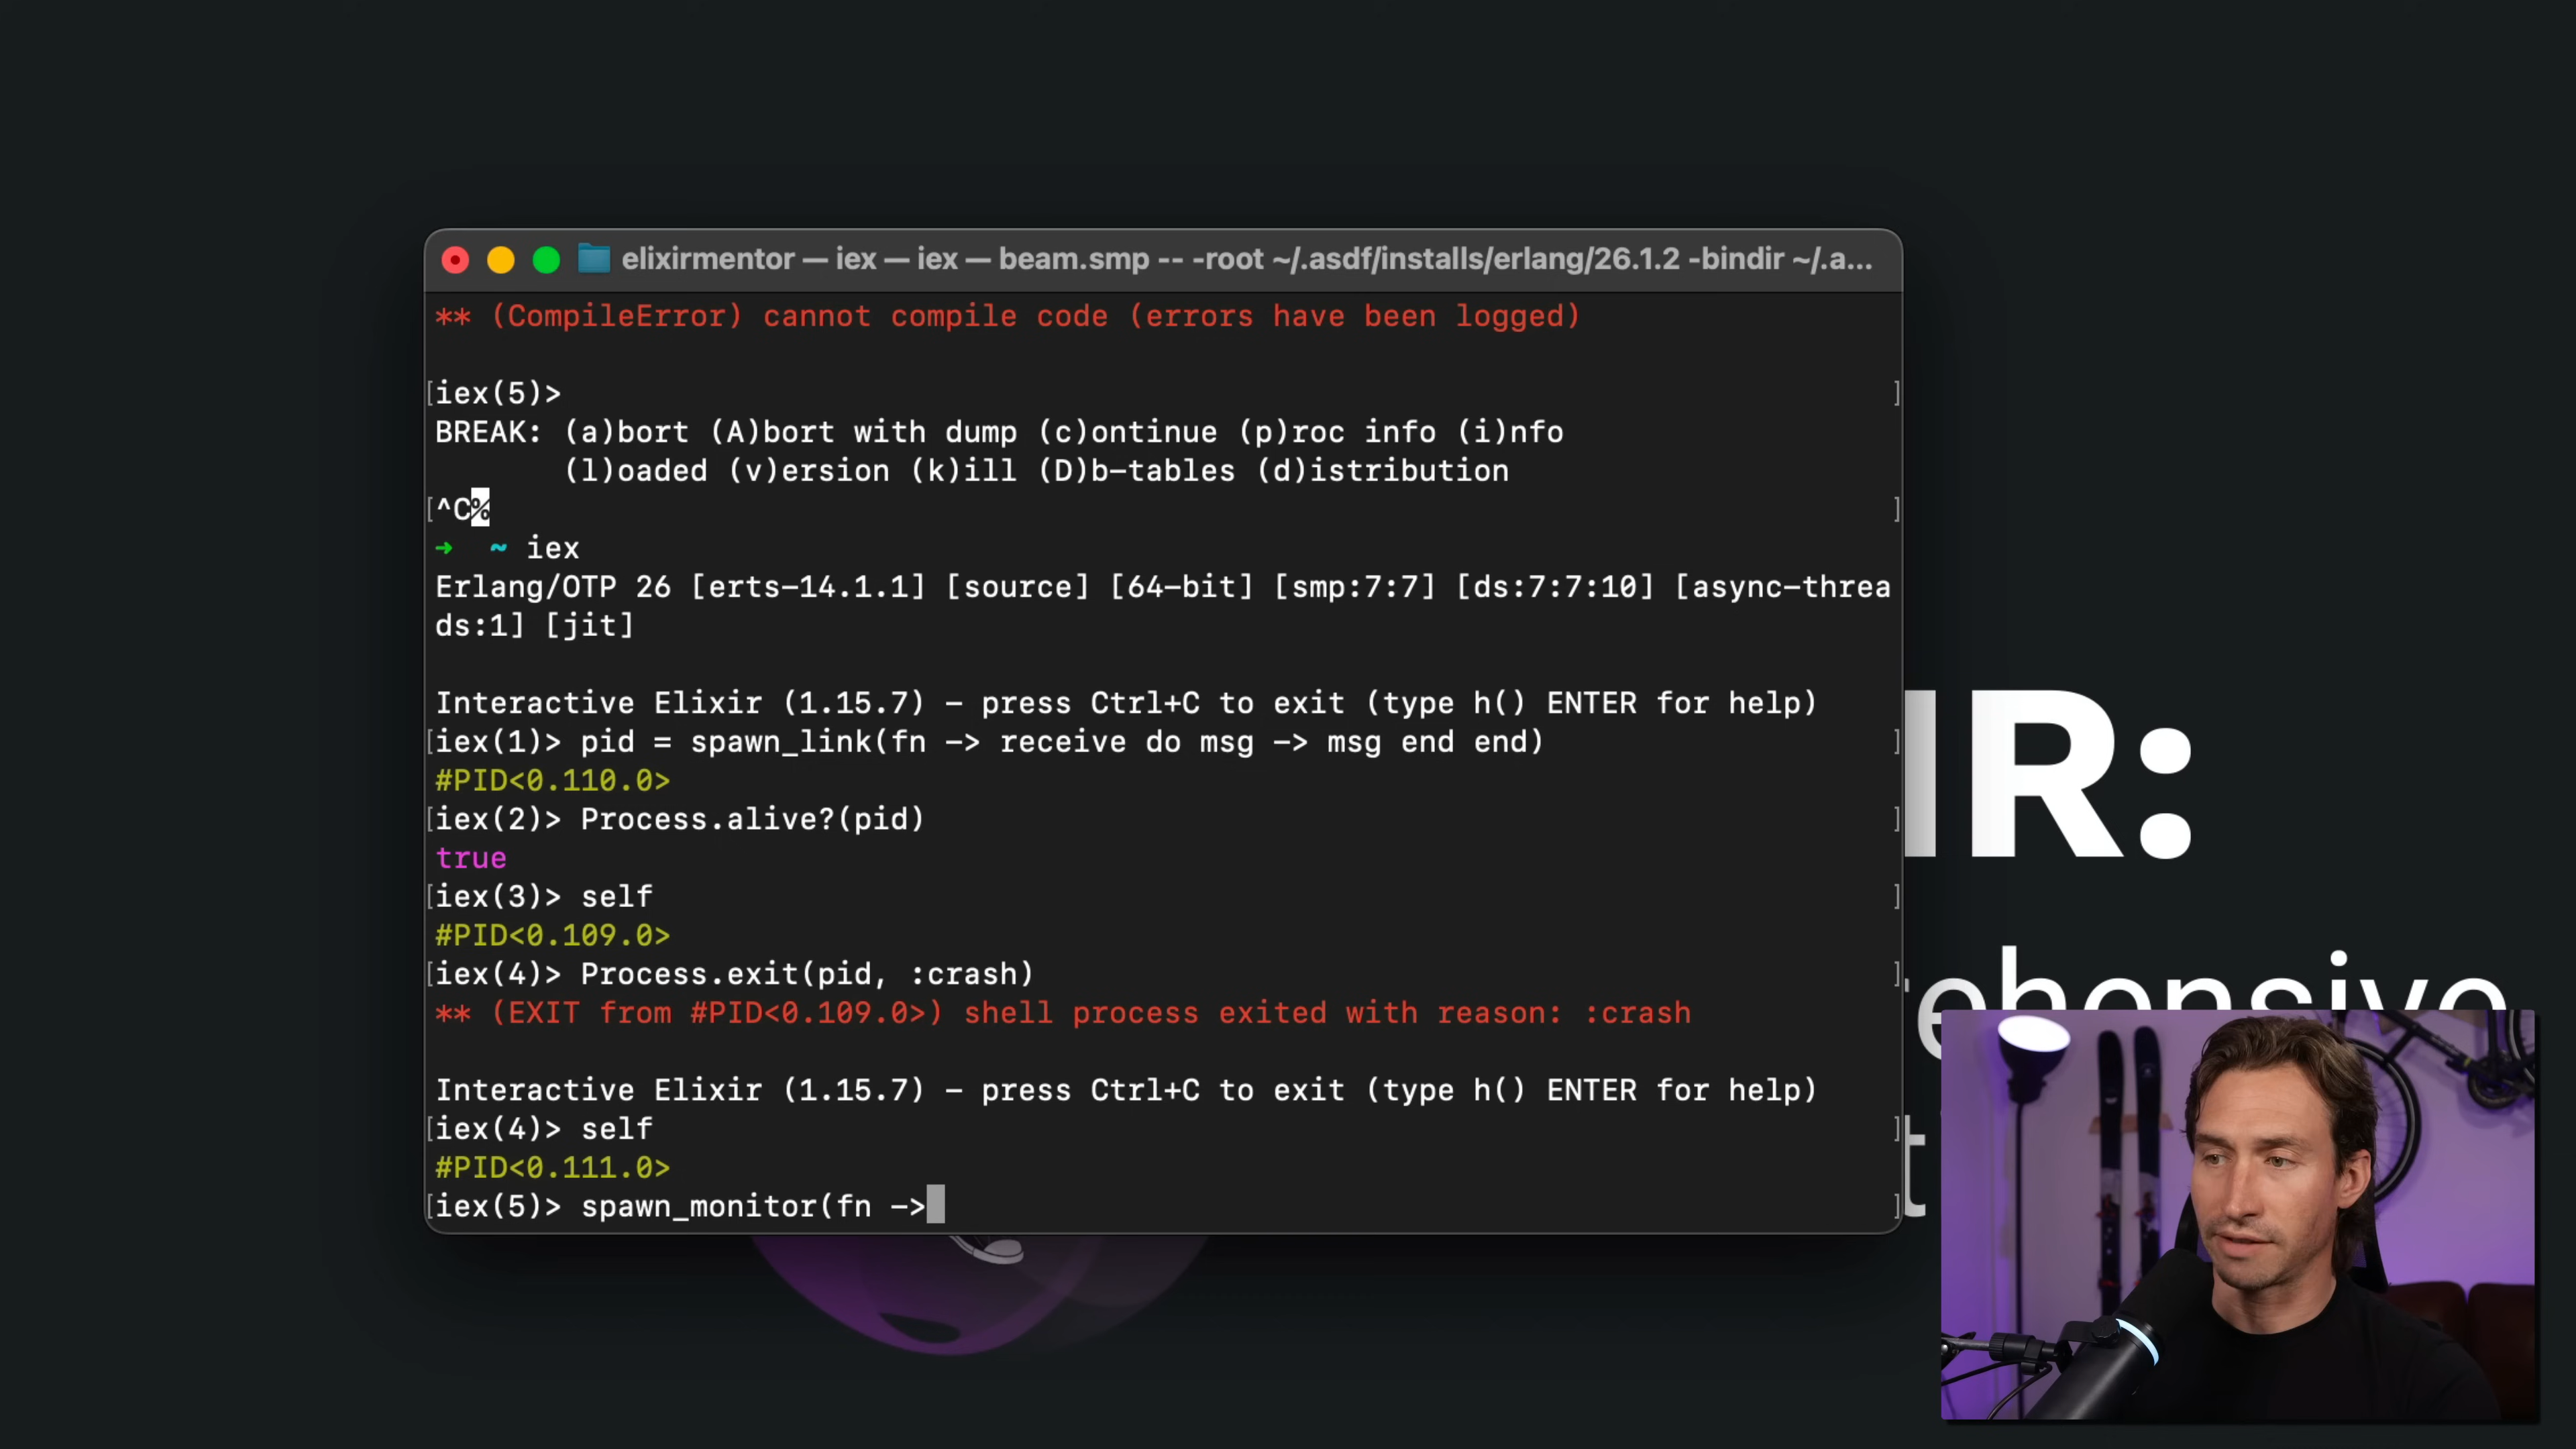 elixirmentor — iex — iex — beam.smp -- -root ~/.asdf/installs/erlang/26.1.2 -bindir ~/.a...
** (CompileError) cannot compile code (errors have been logged)
[iex(5)> ]
BREAK: (a)bort (A)bort with dump (c)ontinue (p)roc info (i)nfo
(l)oaded (v)ersion (k)ill (D)b-tables (d)istribution
[^C% ]
➜ ~ iex
Erlang/OTP 26 [erts-14.1.1] [source] [64-bit] [smp:7:7] [ds:7:7:10] [async-threa
ds:1] [jit]
Interactive Elixir (1.15.7) - press Ctrl+C to exit (type h() ENTER for help)
[iex(1)> pid = spawn_link(fn -> receive do msg -> msg end end) ]
#PID<0.110.0>
[iex(2)> Process.alive?(pid) ]
true
[iex(3)> self ]
#PID<0.109.0>
[iex(4)> Process.exit(pid, :crash) ]
** (EXIT from #PID<0.109.0>) shell process exited with reason: :crash
Interactive Elixir (1.15.7) - press Ctrl+C to exit (type h() ENTER for help)
[iex(4)> self ]
#PID<0.111.0>
[iex(5)> spawn_monitor(fn -> ]
IR:
rehensive
t